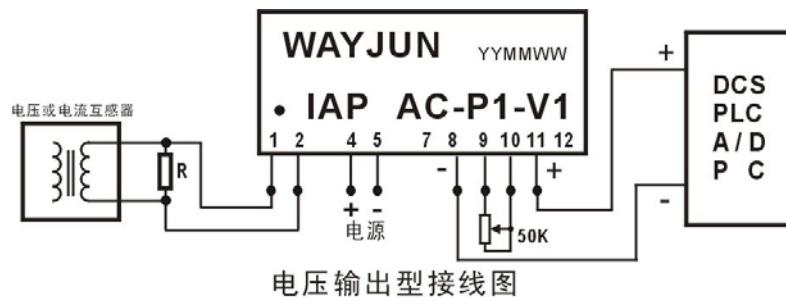 WAYJUN YYMMWW
电压或电流互感器
• IAP AC-P1-V1
1 2 4 5 7 8 9 10 11 12
- +
R
+ -
电源
50K
+
DCS
PLC
A/D
P C
-
电压输出型接线图